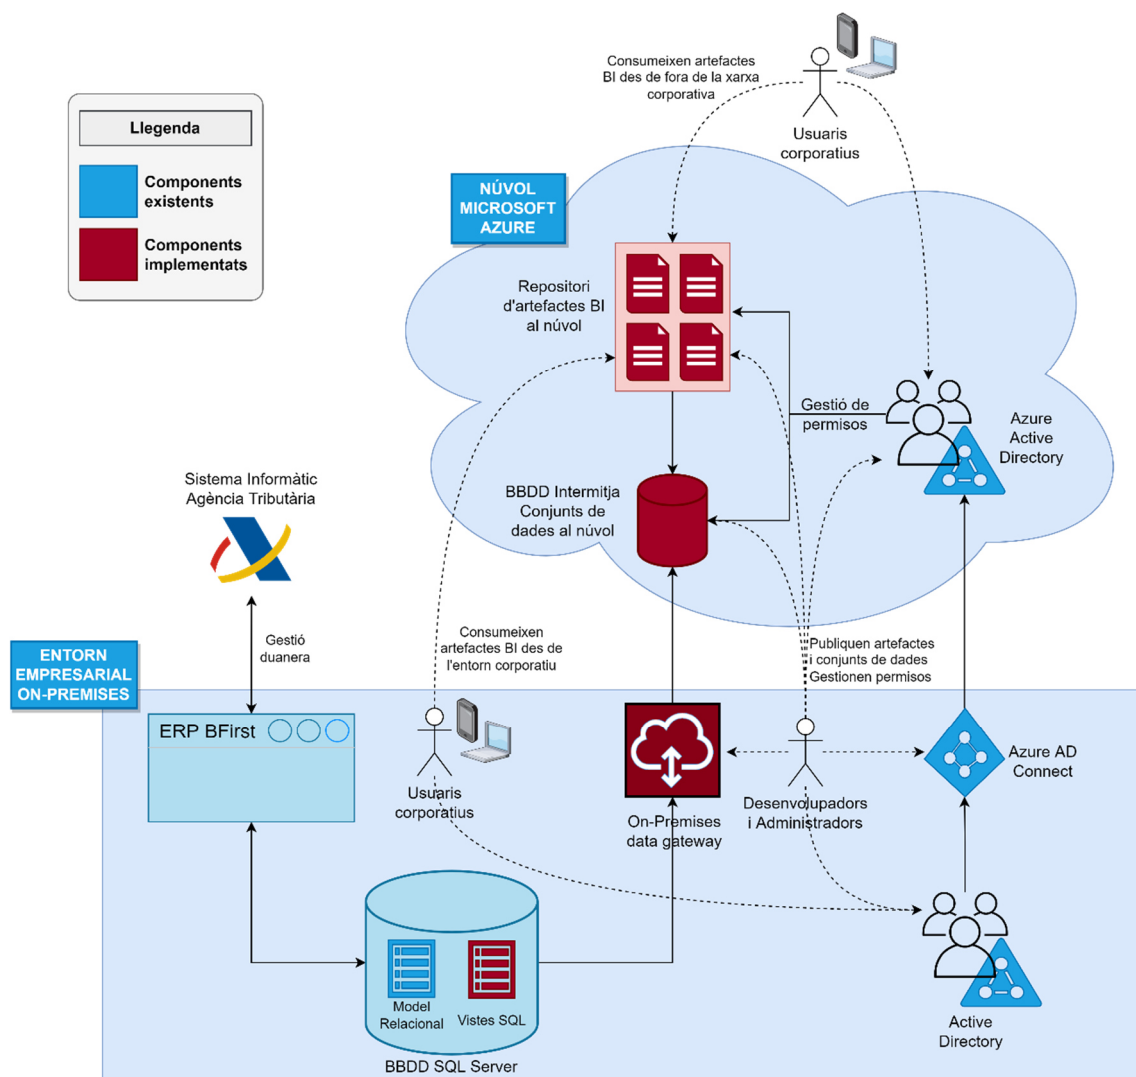 Consumeixen artefactes
BI des de fora de la xarxa
corporativa
Usuaris
corporatius
Llegenda
Components
existents
Components
implementats
NÚVOL
MICROSOFT
AZURE
Repositori
d'artefactes BI
al núvol
Gestió de
permisos
Azure
Active
Directory
Sistema Informàtic
Agència Tributària
BBDD Intermitja
Conjunts de
dades al núvol
Gestió
duanera
Consumeixen
artefactes BI des de
l'entorn corporatiu
Publiquen artefactes
i conjunts de dades
Gestionen permisos
ENTORN
EMPRESARIAL
ON-PREMISES
ERP BFirst
Usuaris
corporatius
On-Premises
data gateway
Desenvolupadors
i Administradors
Azure AD
Connect
Model
Relacional
Vistes SQL
BBDD SQL Server
Active
Directory